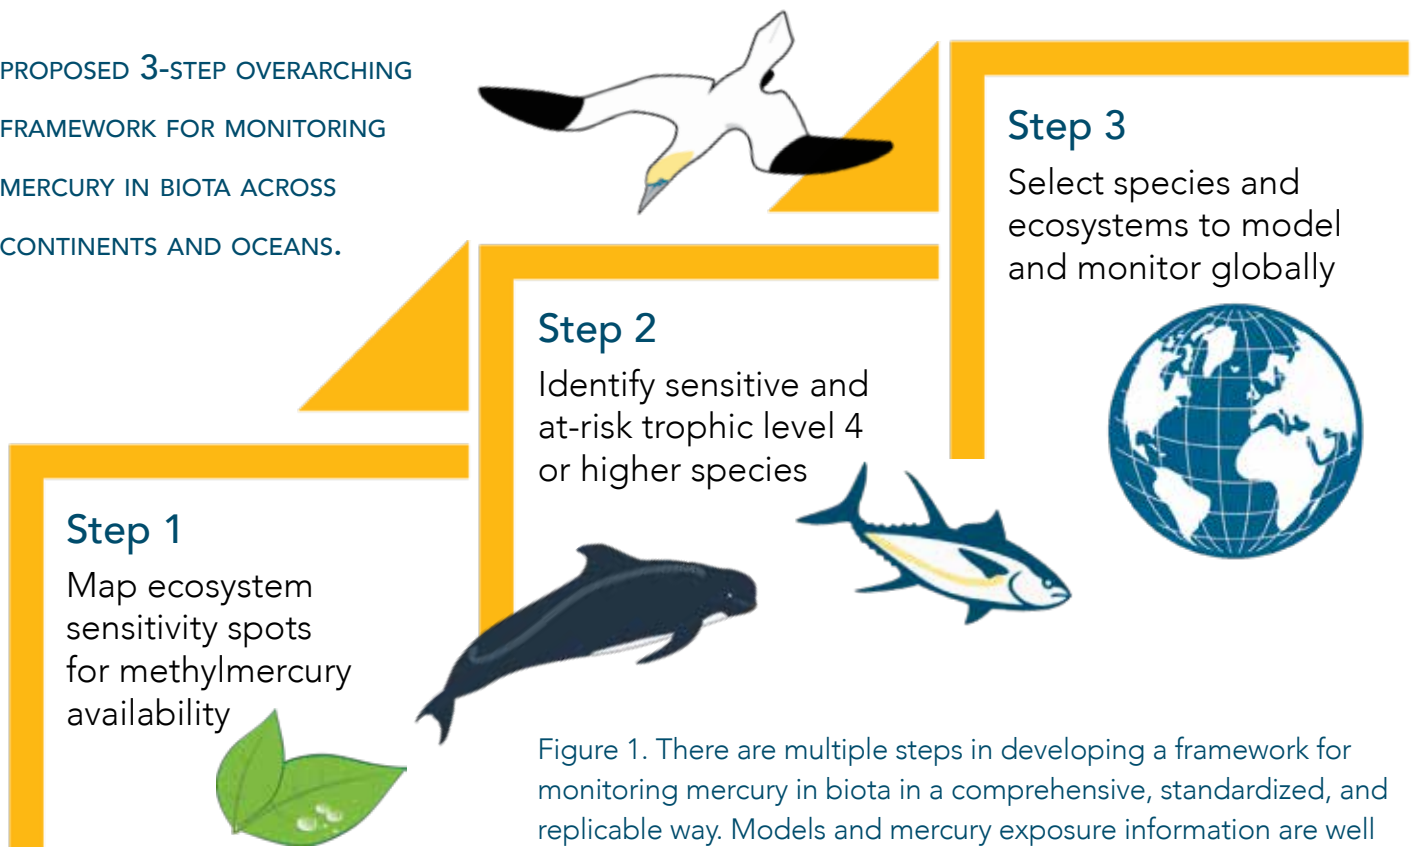 PROPOSED 3-STEP OVERARCHING
FRAMEWORK FOR MONITORING
MERCURY IN BIOTA ACROSS
CONTINENTS AND OCEANS.
Step 1
Map ecosystem
sensitivity spots
for methylmercury
availability
Step 2
Identify sensitive and
at-risk trophic level 4
or higher species
Step 3
Select species and
ecosystems to model
and monitor globally
Figure 1. There are multiple steps in developing a framework for
monitoring mercury in biota in a comprehensive, standardized, and
replicable way. Models and mercury exposure information are well